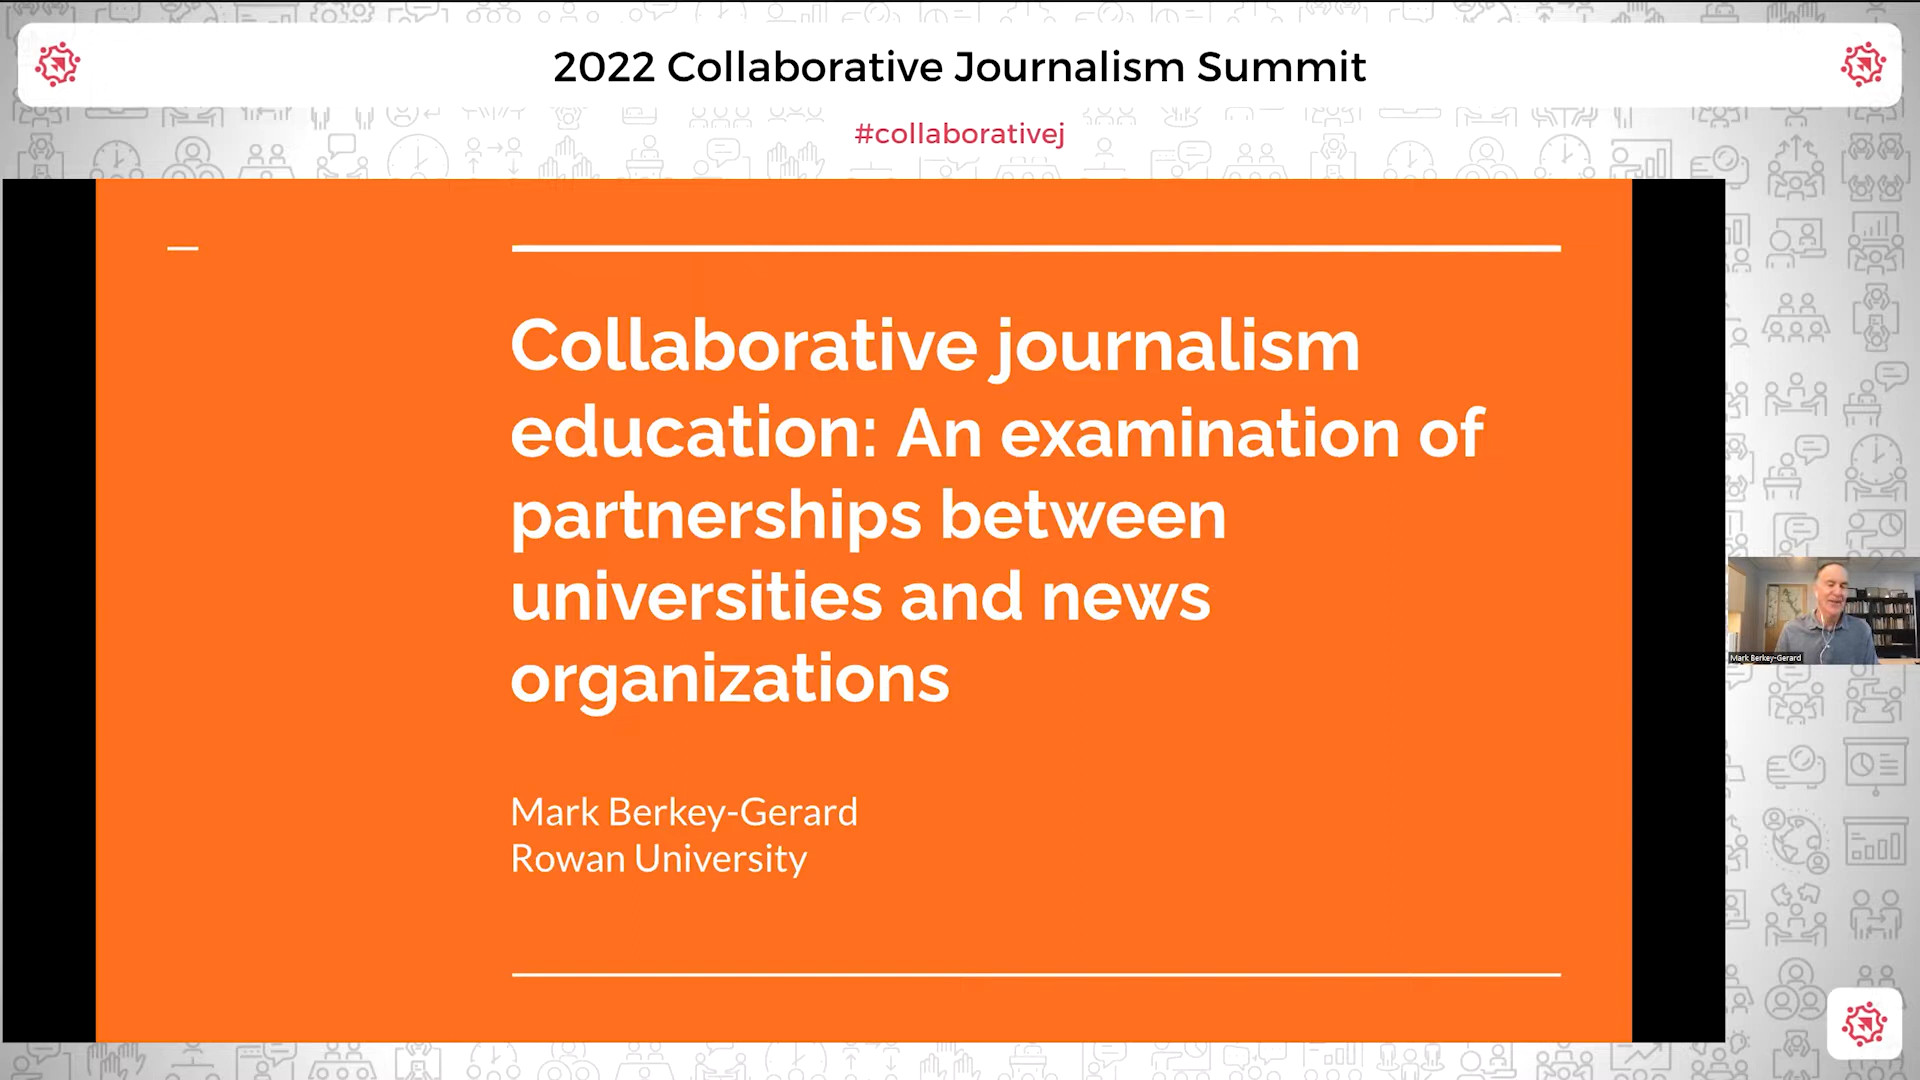 2022 Collaborative Journalism Summit
#collaborativej
Collaborative journalism
education: An examination of
partnerships between
universities and news
organizations
Mark Berkey-Gerard
Rowan University
Mark Berkey-Gerard